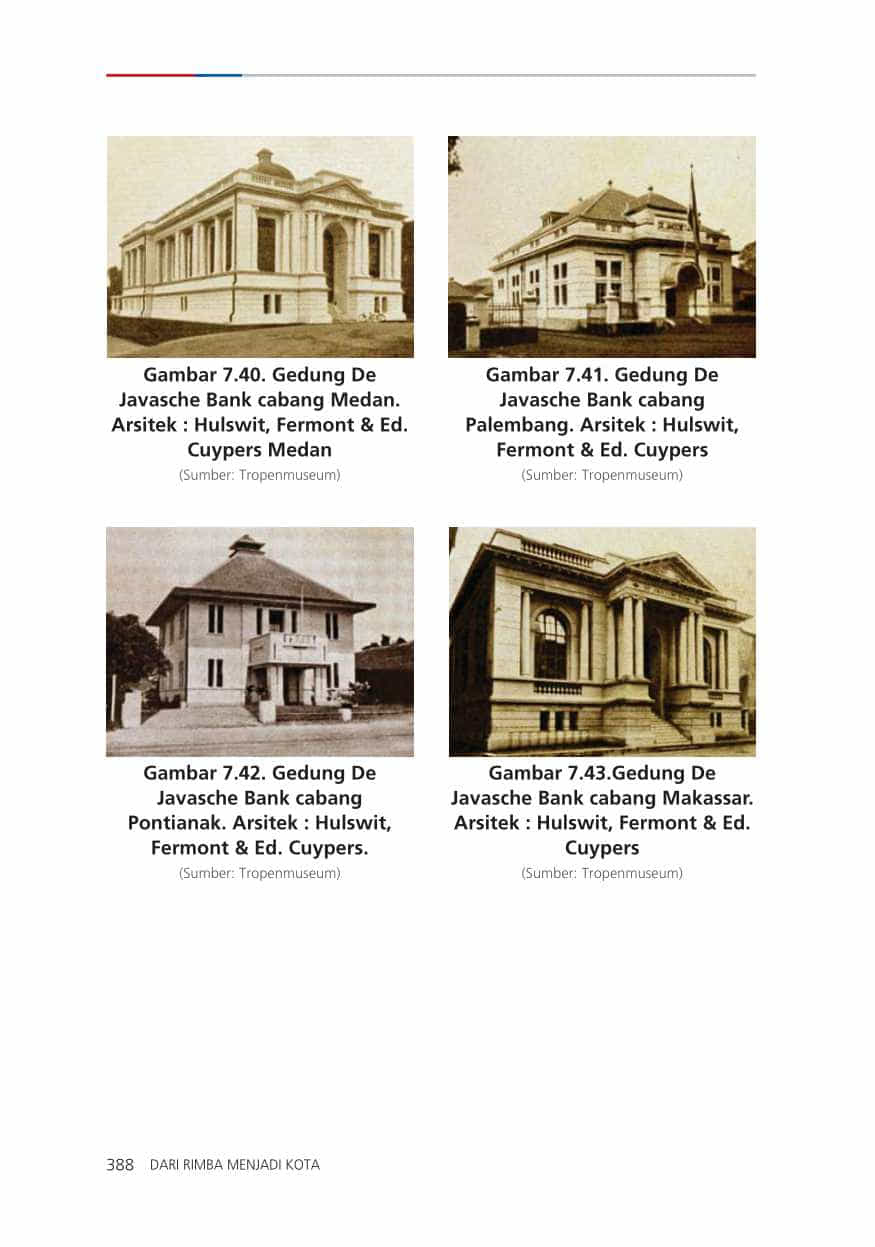 Gambar 7.40. Gedung De
Javasche Bank cabang Medan.
Arsitek : Hulswit, Fermont & Ed.
Cuypers Medan
(Sumber: Tropenmuseum)
Gambar 7.41. Gedung De
Javasche Bank cabang
Palembang. Arsitek : Hulswit,
Fermont & Ed. Cuypers
(Sumber: Tropenmuseum)
Gambar 7.42. Gedung De
Javasche Bank cabang
Pontianak. Arsitek : Hulswit,
Fermont & Ed. Cuypers.
(Sumber: Tropenmuseum)
Gambar 7.43.Gedung De
Javasche Bank cabang Makassar.
Arsitek : Hulswit, Fermont & Ed.
Cuypers
(Sumber: Tropenmuseum)
388 DARI RIMBA MENJADI KOTA